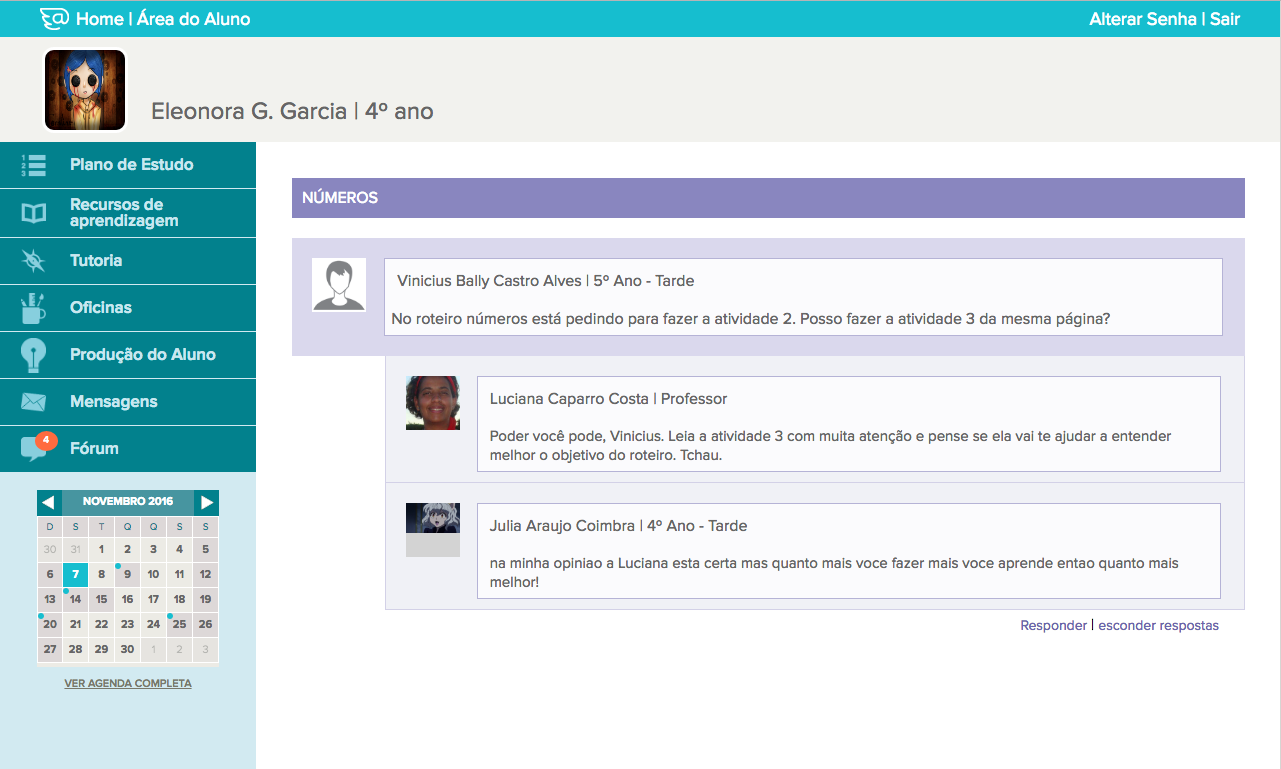 Home | Área do Aluno
Alterar Senha | Sair
Eleonora G. Garcia | 4º ano
1
2
3
Plano de Estudo
Recursos de
aprendizagem
Tutoria
Oficinas
Produção do Aluno
Mensagens
4
Fórum
NOVEMBRO 2016
D S T Q Q S S
30 31 1 2 3 4 5
6 7 8 9 10 11 12
13 14 15 16 17 18 19
20 21 22 23 24 25 26
27 28 29 30 1 2 3
VER AGENDA COMPLETA
NÚMEROS
Vinicius Bally Castro Alves | 5º Ano - Tarde
No roteiro números está pedindo para fazer a atividade 2. Posso fazer a atividade 3 da mesma página?
Luciana Caparro Costa | Professor
Poder você pode, Vinicius. Leia a atividade 3 com muita atenção e pense se ela vai te ajudar a entender
melhor o objetivo do roteiro. Tchau.
Julia Araujo Coimbra | 4º Ano - Tarde
na minha opiniao a Luciana esta certa mas quanto mais voce fazer mais voce aprende entao quanto mais
melhor!
Responder | esconder respostas